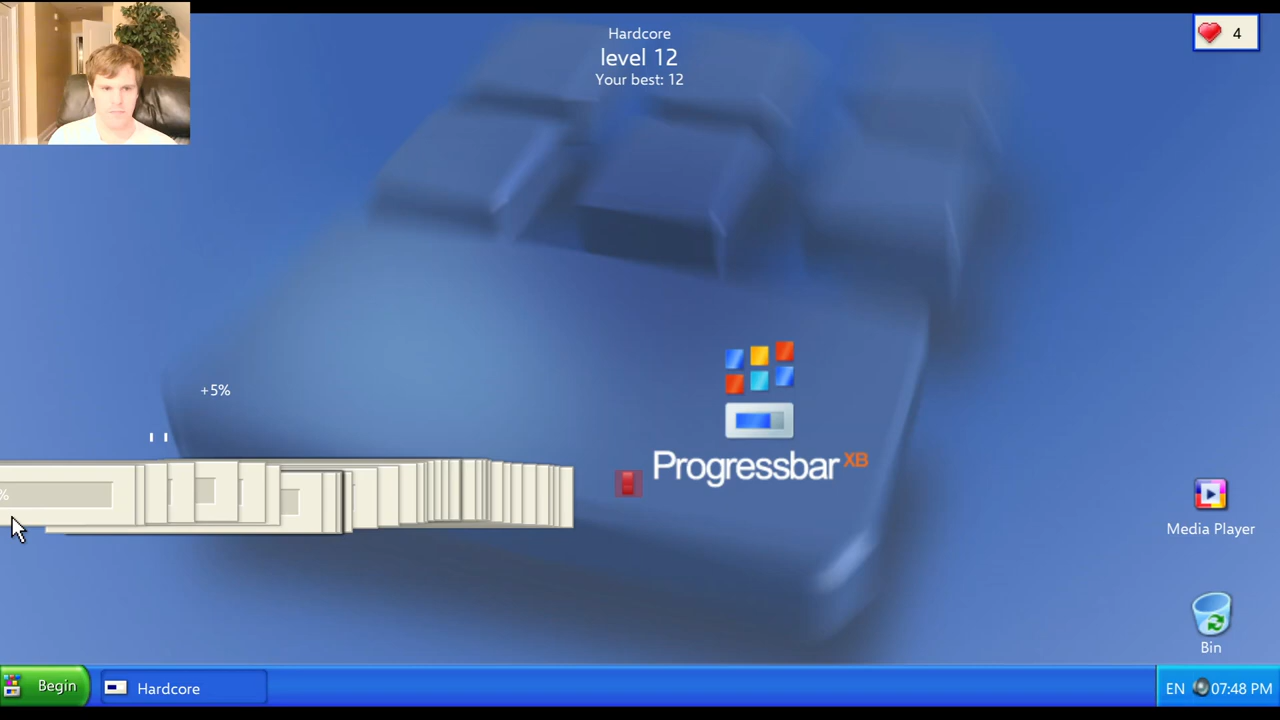 Hardcore
level 12
Your best: 12
4
+5%
%
Progressbar XB
Media Player
Bin
Begin
Hardcore
EN 07:48 PM